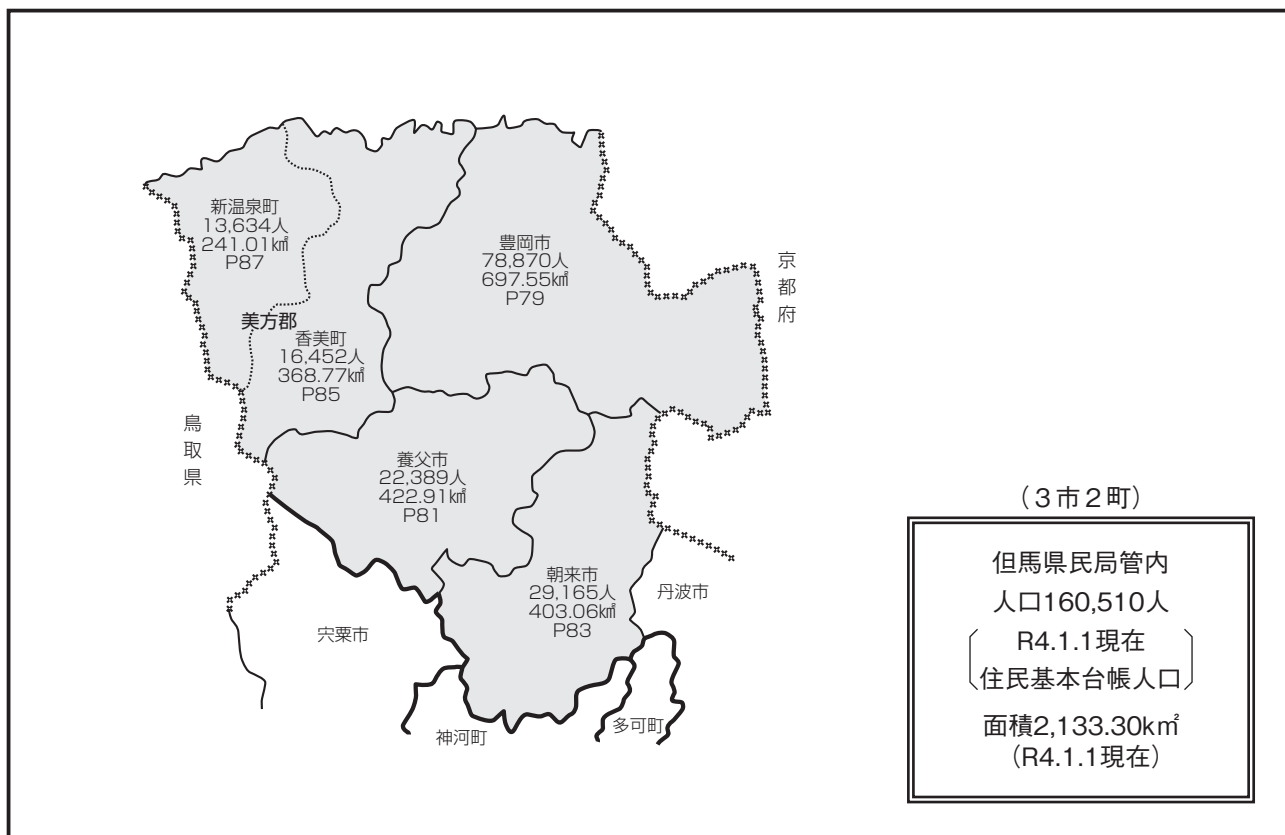 新温泉町
13,634人
241.01k㎡
P87
豊岡市
78,870人
697.55k㎡
P79
京都府
美方郡
香美町
16,452人
368.77k㎡
P85
鳥取県
養父市
22,389人
422.91k㎡
P81
朝来市
29,165人
403.06k㎡
P83
丹波市
宍粟市
神河町
多可町
（３市２町）
但馬県民局管内
人口160,510人
R4.1.1現在
住民基本台帳人口
面積2,133.30k㎡
（R4.1.1現在）